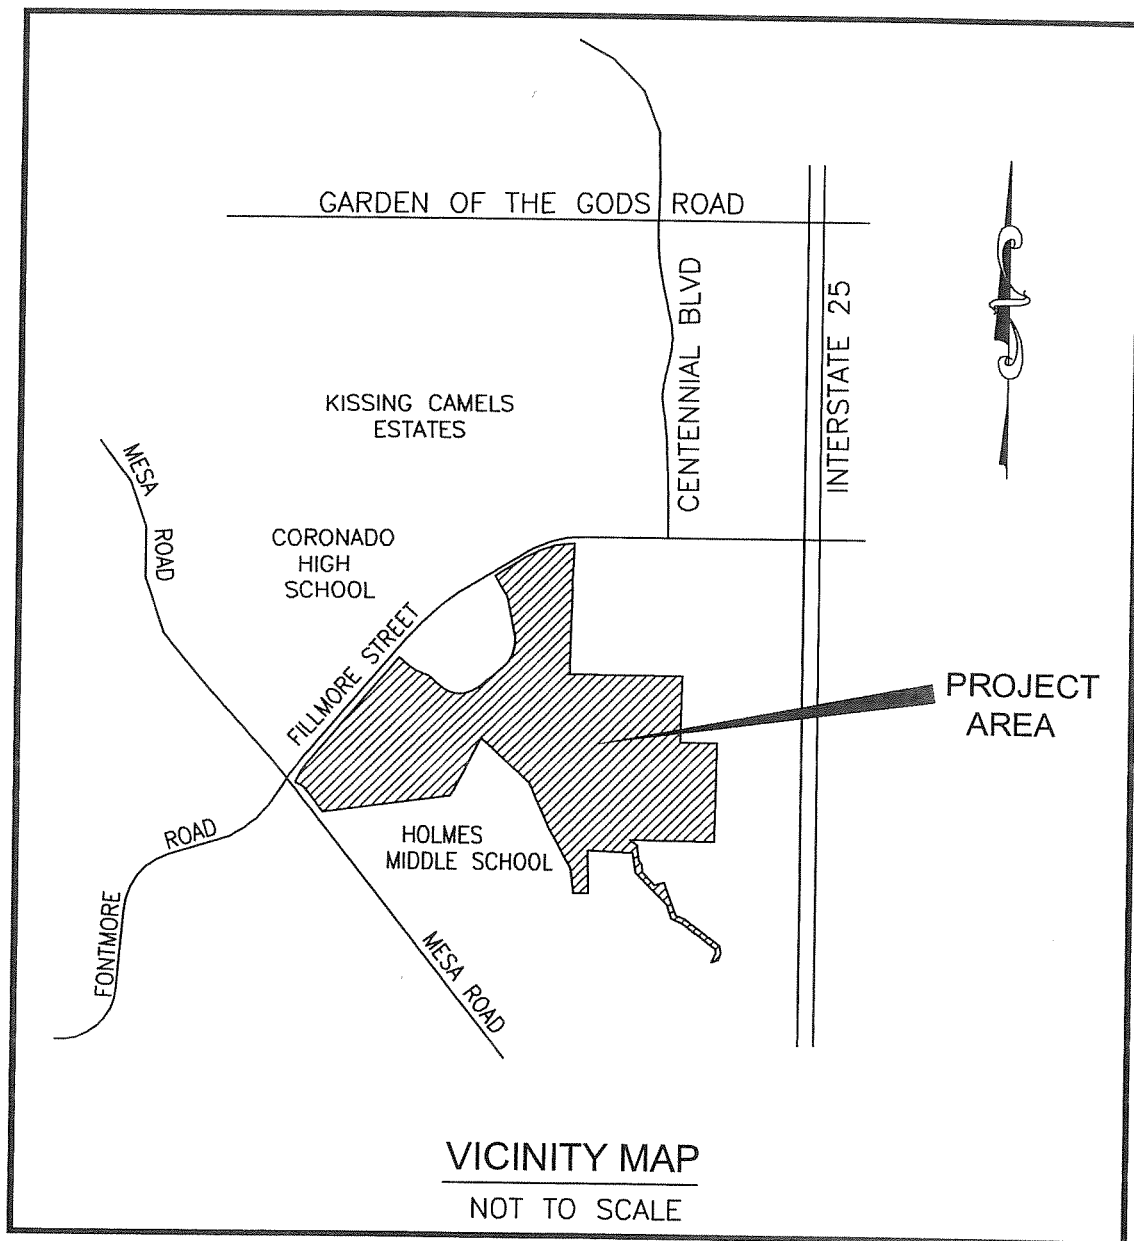 GARDEN OF THE GODS ROAD
CENTENNIAL BLVD
INTERSTATE 25
KISSING CAMELS
ESTATES
MESA
ROAD
CORONADO
HIGH
SCHOOL
FILLMORE STREET
PROJECT
AREA
ROAD
FONTMORE
HOLMES
MIDDLE SCHOOL
MESA ROAD
VICINITY MAP
NOT TO SCALE